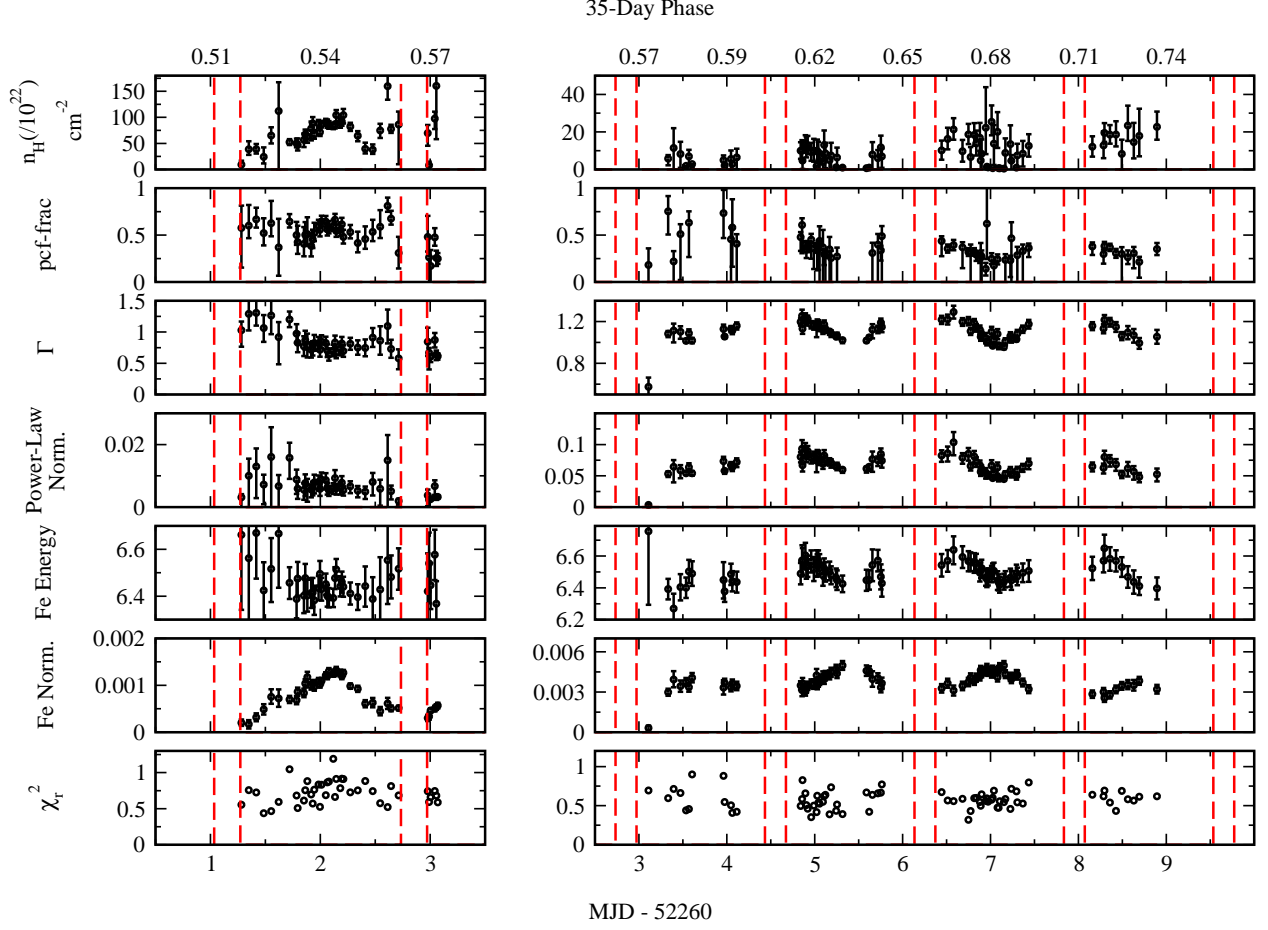 35-Day Phase
0.51 0.54 0.57 0.57 0.59 0.62 0.65 0.68 0.71 0.74
n_H(/10^22) cm^-2
150 100 50 0
40 20 0
pcf-frac
1 0.5 0
1 0.5 0
Γ
1.5 1 0.5 0
1.2 0.8
Power-Law
Norm.
0.02 0
0.1 0.05 0
Fe Energy
6.6 6.4
6.6 6.4 6.2
Fe Norm.
0.002 0.001 0
0.006 0.003 0
χ_r^2
1 0.5 0
1 0.5 0
1 2 3 3 4 5 6 7 8 9
MJD - 52260